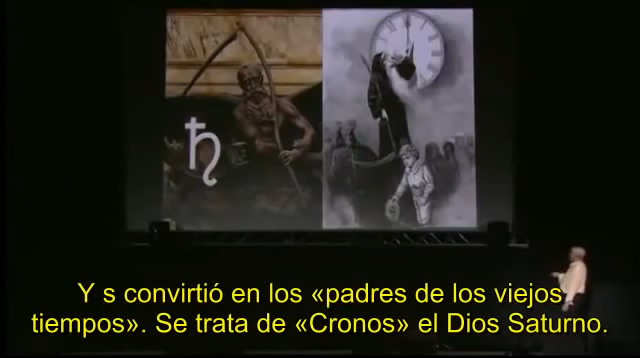 Y s convirtió en los «padres de los viejos
tiempos». Se trata de «Cronos» el Dios Saturno.